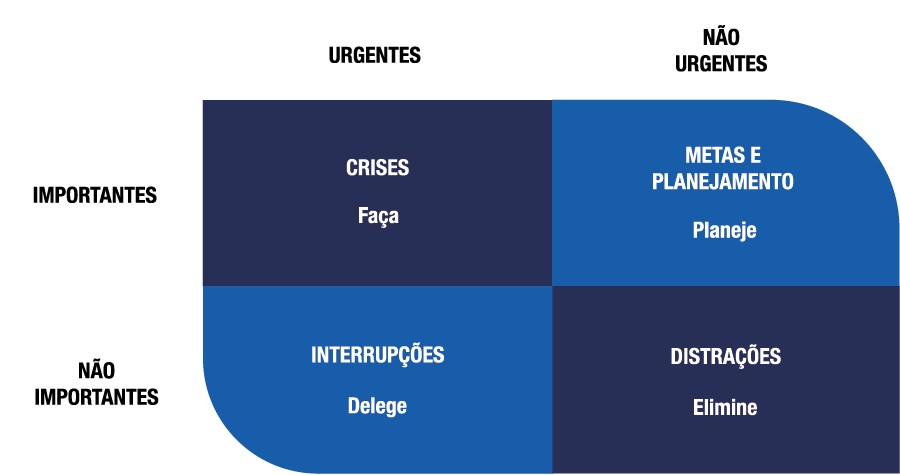 URGENTES
NÃO
URGENTES
IMPORTANTES
CRISES
Faça
METAS E
PLANEJAMENTO
Planeje
NÃO
IMPORTANTES
INTERRUPÇÕES
Delege
DISTRAÇÕES
Elimine